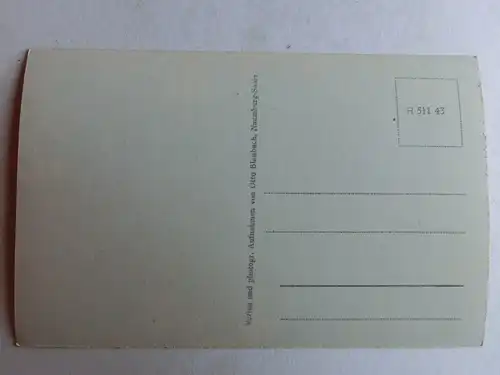 H 511 43
Verlag und photogr. Aufnahmen von Otto Blaubach, Naumburg-Saale